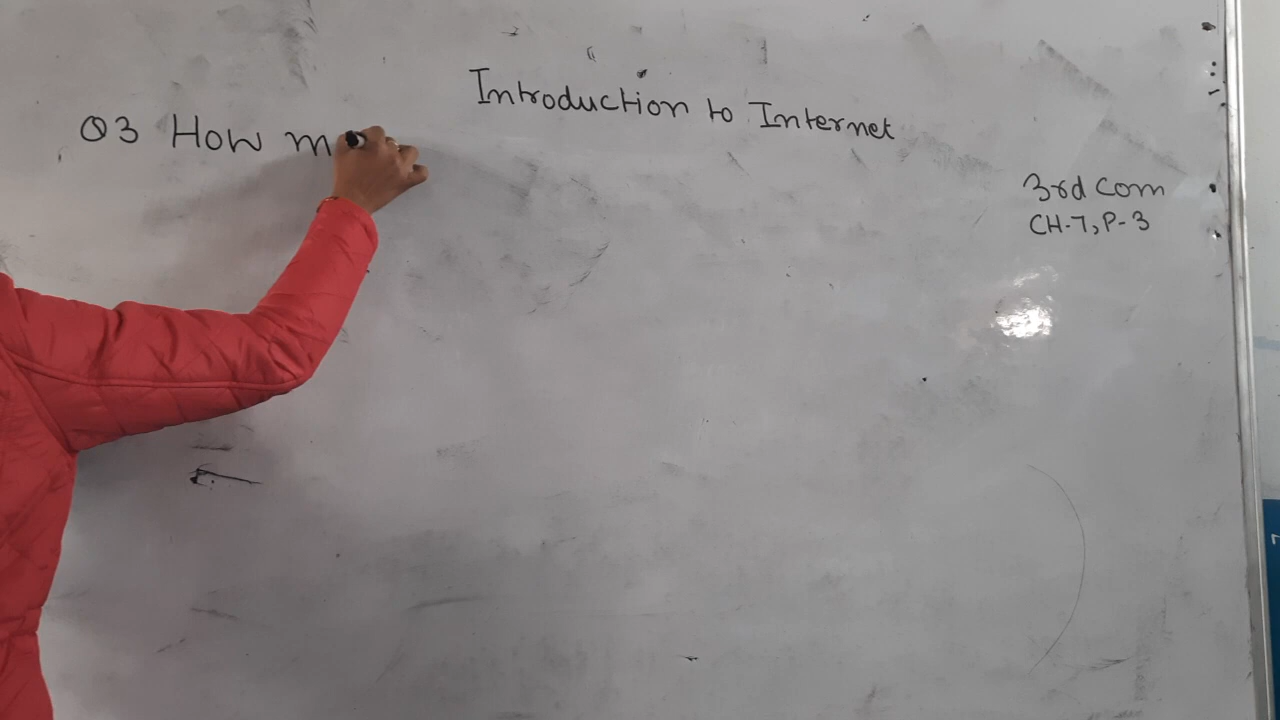 Introduction to Internet
Q3 How m
3rd Com
CH-7, P-3